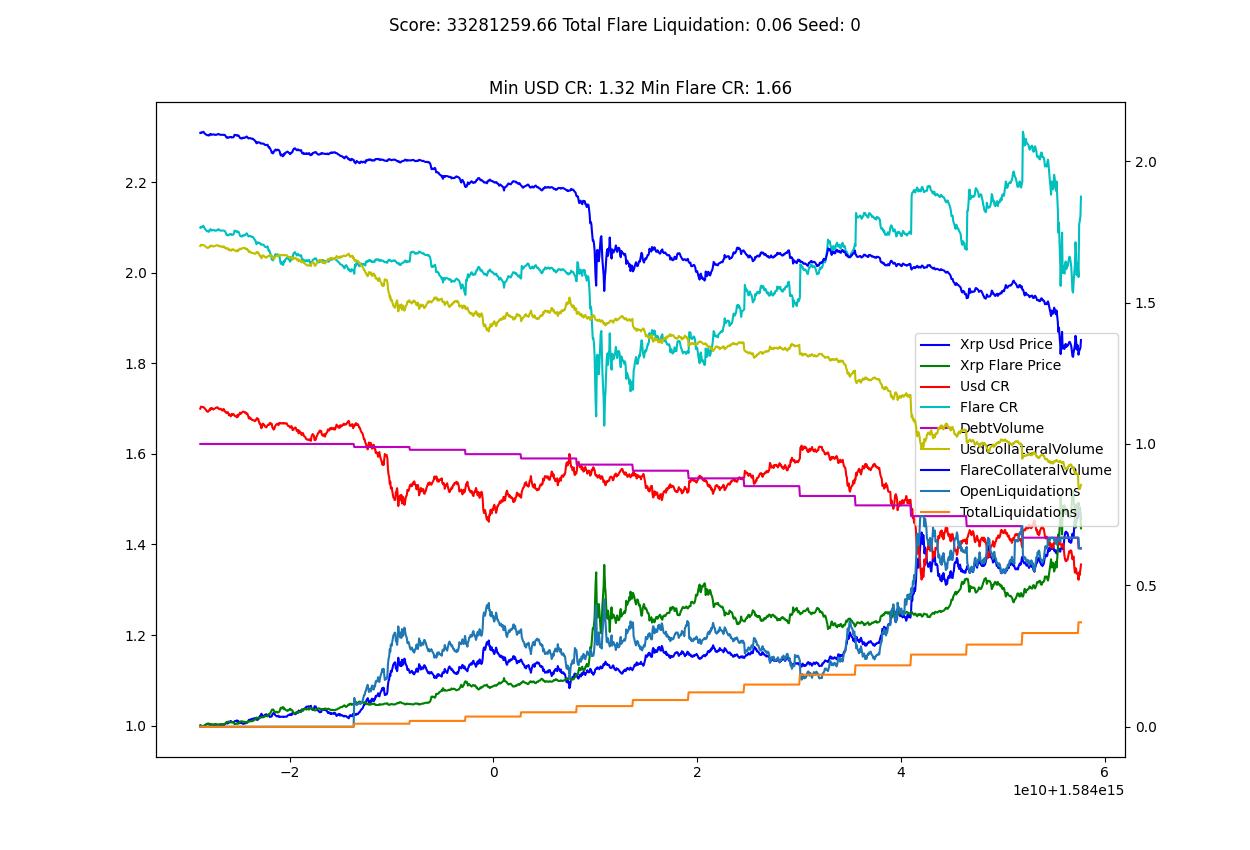 Score: 33281259.66 Total Flare Liquidation: 0.06 Seed: 0
Min USD CR: 1.32 Min Flare CR: 1.66
2.2
2.0
1.8
1.6
1.4
1.2
1.0
2.0
1.5
1.0
0.5
0.0
Xrp Usd Price
Xrp Flare Price
Usd CR
Flare CR
DebtVolume
UsdCollateralVolume
FlareCollateralVolume
OpenLiquidations
TotalLiquidations
−2
0
2
4
6
1e10+1.584e15